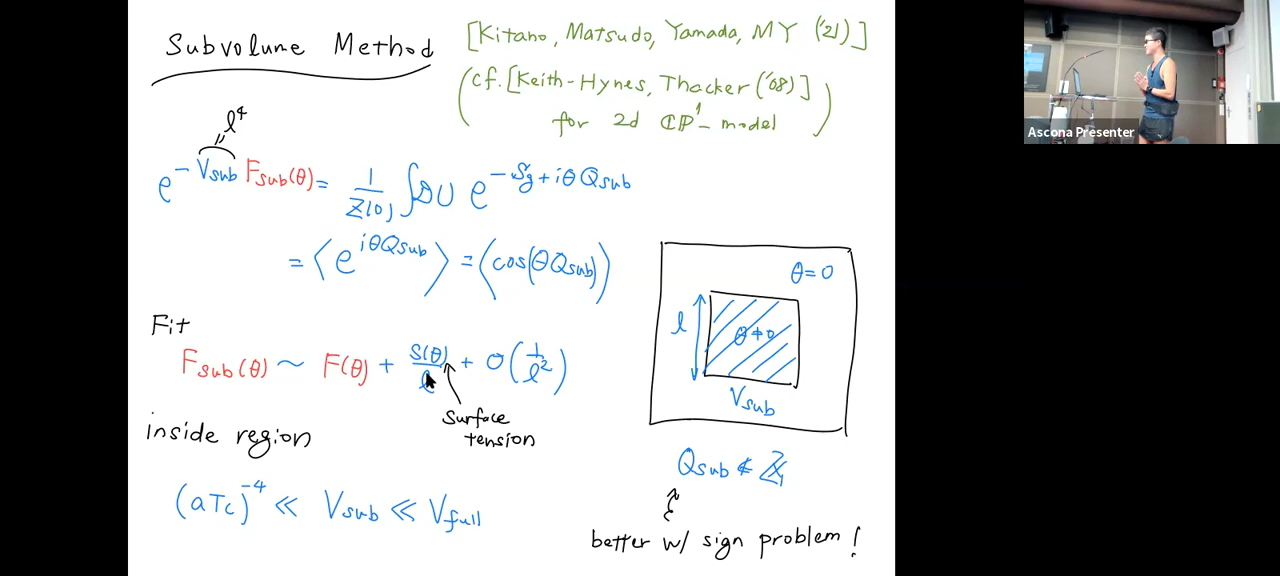 Subvolume Method
[Kitano, Matsudo, Yamada, MY ('21)]
(cf. [Keith-Hynes, Thacker ('08)]
for 2d ℂP¹-model)
l⁴
e^{-V_sub F_sub(θ)} = 1/Z(0) ∫DU e^{-S_g + iθQ_sub}
= ⟨e^{iθQ_sub}⟩ = ⟨cos(θQ_sub)⟩
Fit
F_sub(θ) ~ F(θ) + S(θ)/l + O(1/l²)
surface
tension
inside region
(aT_c)^{-4} ≪ V_sub ≪ V_full
θ=0
l
θ≠0
V_sub
Q_sub ∉ ℤ
better w/ sign problem!
Ascona Presenter